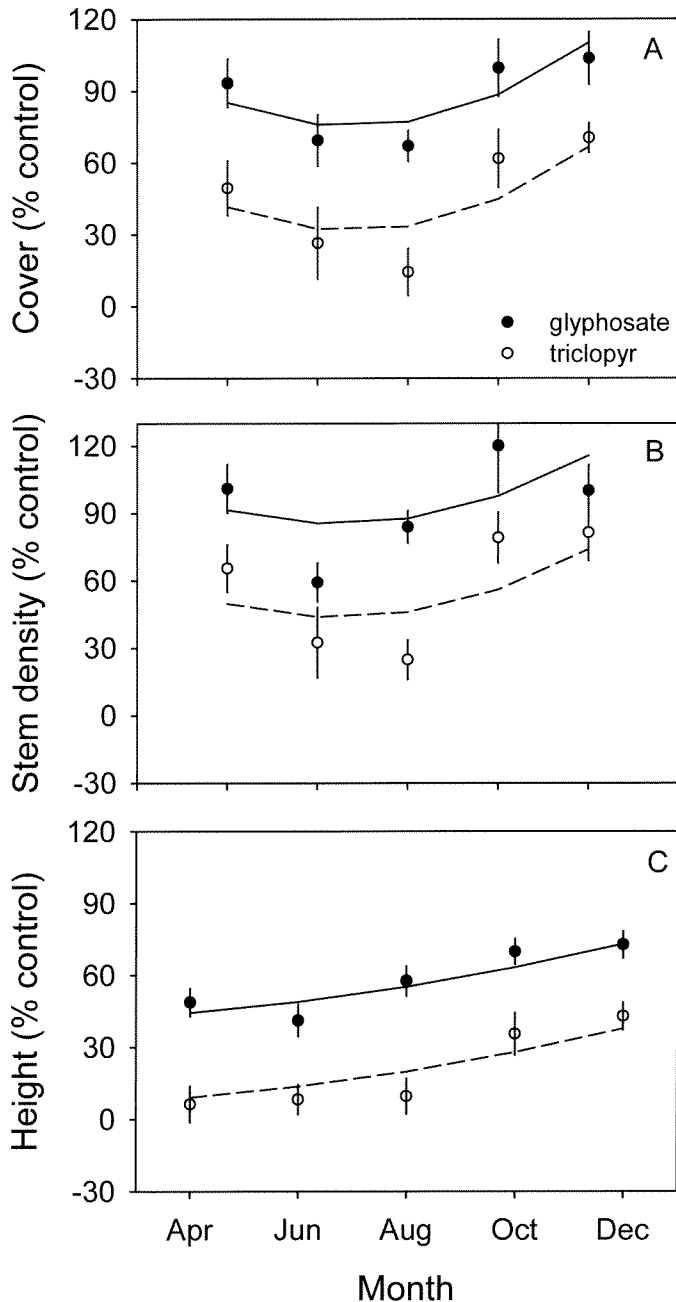 120
90
60
30
0
-30
Cover (% control)
A
glyphosate
triclopyr
120
90
60
30
0
-30
Stem density (% control)
B
120
90
60
30
0
-30
Height (% control)
C
Apr Jun Aug Oct Dec
Month